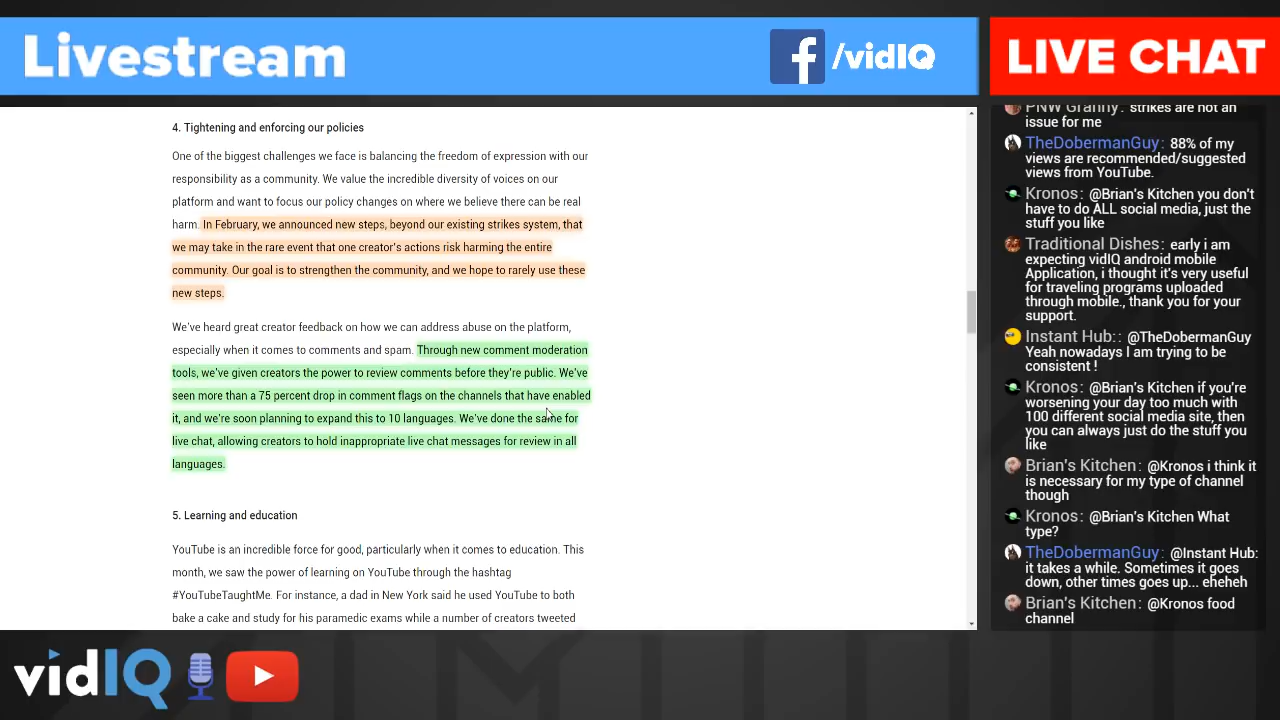 Livestream
f /vidIQ
LIVE CHAT
4. Tightening and enforcing our policies
One of the biggest challenges we face is balancing the freedom of expression with our
responsibility as a community. We value the incredible diversity of voices on our
platform and want to focus our policy changes on where we believe there can be real
harm. In February, we announced new steps, beyond our existing strikes system, that
we may take in the rare event that one creator's actions risk harming the entire
community. Our goal is to strengthen the community, and we hope to rarely use these
new steps.
We've heard great creator feedback on how we can address abuse on the platform,
especially when it comes to comments and spam. Through new comment moderation
tools, we've given creators the power to review comments before they're public. We've
seen more than a 75 percent drop in comment flags on the channels that have enabled
it, and we're soon planning to expand this to 10 languages. We've done the same for
live chat, allowing creators to hold inappropriate live chat messages for review in all
languages.
5. Learning and education
YouTube is an incredible force for good, particularly when it comes to education. This
month, we saw the power of learning on YouTube through the hashtag
#YouTubeTaughtMe. For instance, a dad in New York said he used YouTube to both
bake a cake and study for his paramedic exams while a number of creators tweeted
PNW Granny: strikes are not an
issue for me
TheDobermanGuy: 88% of my
views are recommended/suggested
views from YouTube.
Kronos: @Brian's Kitchen you don't
have to do ALL social media, just the
stuff you like
Traditional Dishes: early i am
expecting vidIQ android mobile
Application, i thought it's very useful
for traveling programs uploaded
through mobile., thank you for your
support.
Instant Hub:: @TheDobermanGuy
Yeah nowadays I am trying to be
consistent !
Kronos: @Brian's Kitchen if you're
worsening your day too much with
100 different social media site, then
you can always just do the stuff you
like
Brian's Kitchen: @Kronos i think it
is necessary for my type of channel
though
Kronos: @Brian's Kitchen What
type?
TheDobermanGuy: @Instant Hub:
it takes a while. Sometimes it goes
down, other times goes up... eheheh
Brian's Kitchen: @Kronos food
channel
vidIQ